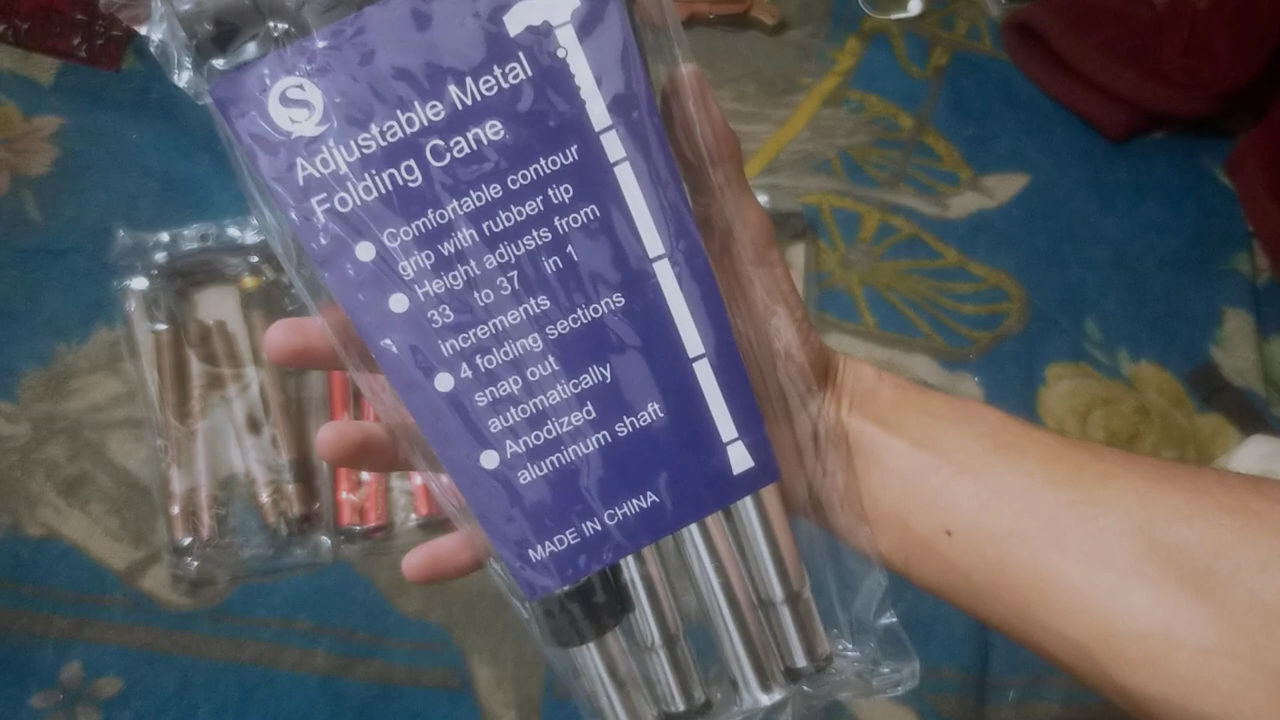 SQ
Adjustable Metal
Folding Cane
Comfortable contour
grip with rubber tip
Height adjusts from
33 to 37 in 1
increments
4 folding sections
snap out
automatically
Anodized
aluminum shaft
MADE IN CHINA